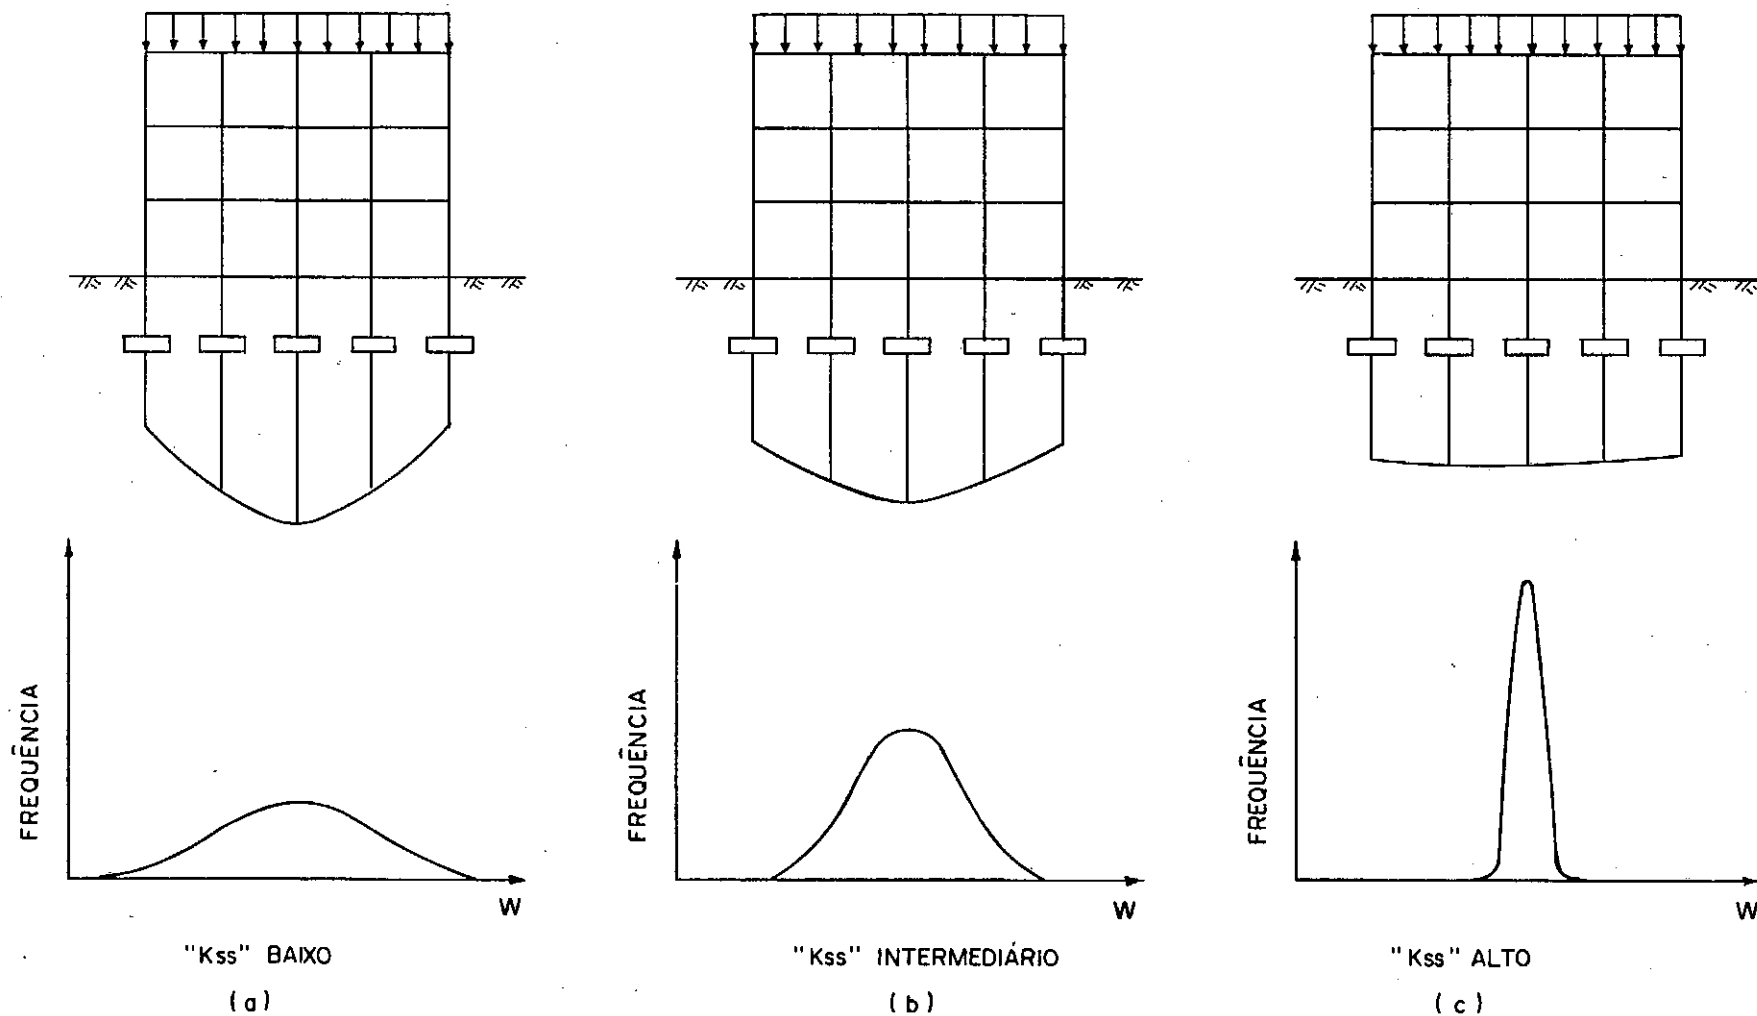 FREQUÊNCIA
W
"Kss" BAIXO
(a)
FREQUÊNCIA
W
"Kss" INTERMEDIÁRIO
(b)
FREQUÊNCIA
W
"Kss" ALTO
(c)